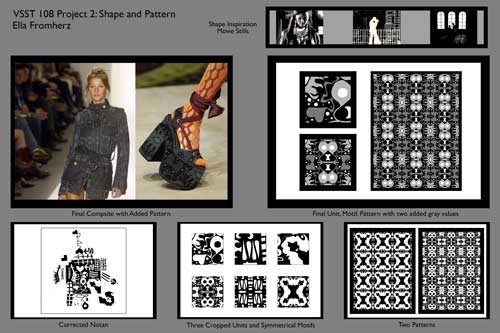 VSST 108 Project 2: Shape and Pattern
Ella Fromherz
Shape Inspiration
Movie Stills
Final Compsite with Added Pattern
Final Unit, Motif, Pattern with two added gray values
Corrected Notan
Three Cropped Units and Symmetrical Motifs
Two Patterns